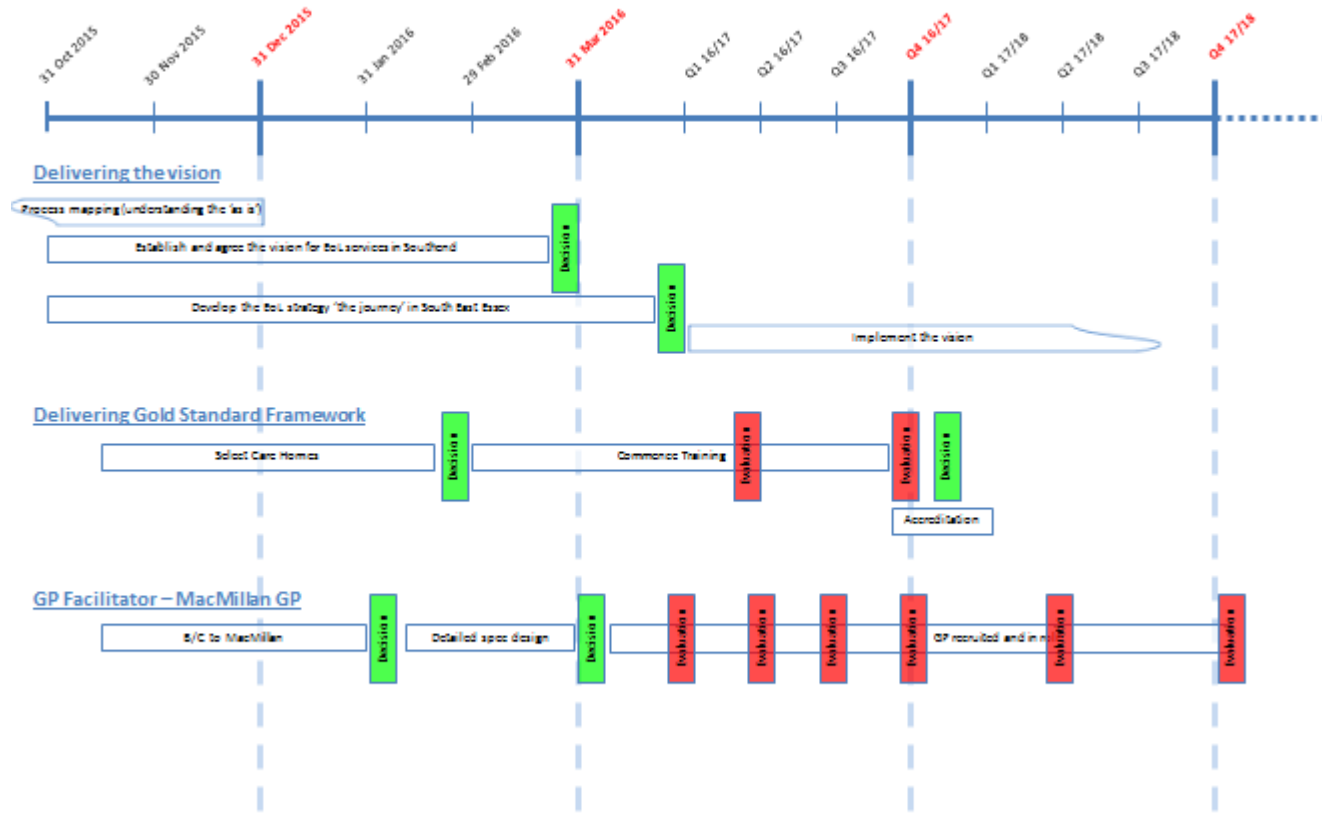 31 Oct 2015
30 Nov 2015
31 Dec 2015
31 Jan 2016
29 Feb 2016
31 Mar 2016
Q1 16/17
Q2 16/17
Q3 16/17
Q4 16/17
Q1 17/18
Q2 17/18
Q3 17/18
Q4 17/18
Delivering the vision
Process mapping (understanding the 'as is')
Establish and agree the vision for EoL services in Southend
Decision
Develop the EoL strategy 'the journey' in South East Essex
Decision
Implement the vision
Delivering Gold Standard Framework
Select Care Homes
Decision
Commence Training
Evaluation
Evaluation
Decision
Accreditation
GP Facilitator – MacMillan GP
B/C to MacMillan
Decision
Detailed spec design
Decision
Evaluation
Evaluation
Evaluation
Evaluation
GP recruited and in
Evaluation
Evaluation